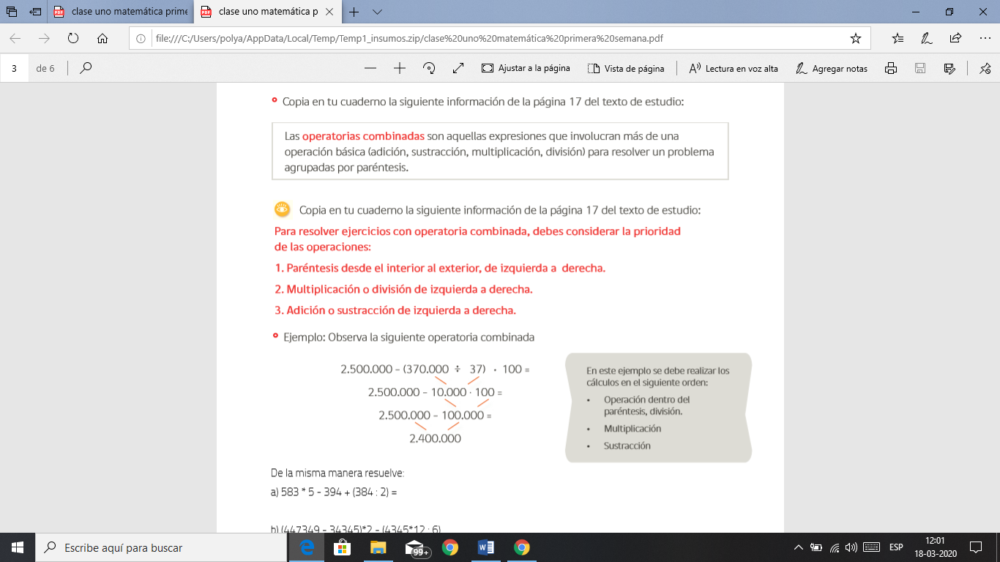 clase uno matemática prime
clase uno matemática p
file:///C:/Users/polya/AppData/Local/Temp/Temp1_insumos.zip/clase%20uno%20matemática%20primera%20semana.pdf
3 de 6
Ajustar a la página
Vista de página
Lectura en voz alta
Agregar notas
Copia en tu cuaderno la siguiente información de la página 17 del texto de estudio:
Las operatorias combinadas son aquellas expresiones que involucran más de una
operación básica (adición, sustracción, multiplicación, división) para resolver un problema
agrupadas por paréntesis.
Copia en tu cuaderno la siguiente información de la página 17 del texto de estudio:
Para resolver ejercicios con operatoria combinada, debes considerar la prioridad
de las operaciones:
1. Paréntesis desde el interior al exterior, de izquierda a derecha.
2. Multiplicación o división de izquierda a derecha.
3. Adición o sustracción de izquierda a derecha.
Ejemplo: Observa la siguiente operatoria combinada
2.500.000 - (370.000 ÷ 37) · 100 =
2.500.000 - 10.000 · 100 =
2.500.000 - 100.000 =
2.400.000
En este ejemplo se debe realizar los
cálculos en el siguiente orden:
• Operación dentro del
paréntesis, división.
• Multiplicación
• Sustracción
De la misma manera resuelve:
a) 583 * 5 - 394 + (384 : 2) =
b) (447349 - 34345)*2 - (4345*12 : 6)
Escribe aquí para buscar
99+
ESP
12:01
18-03-2020